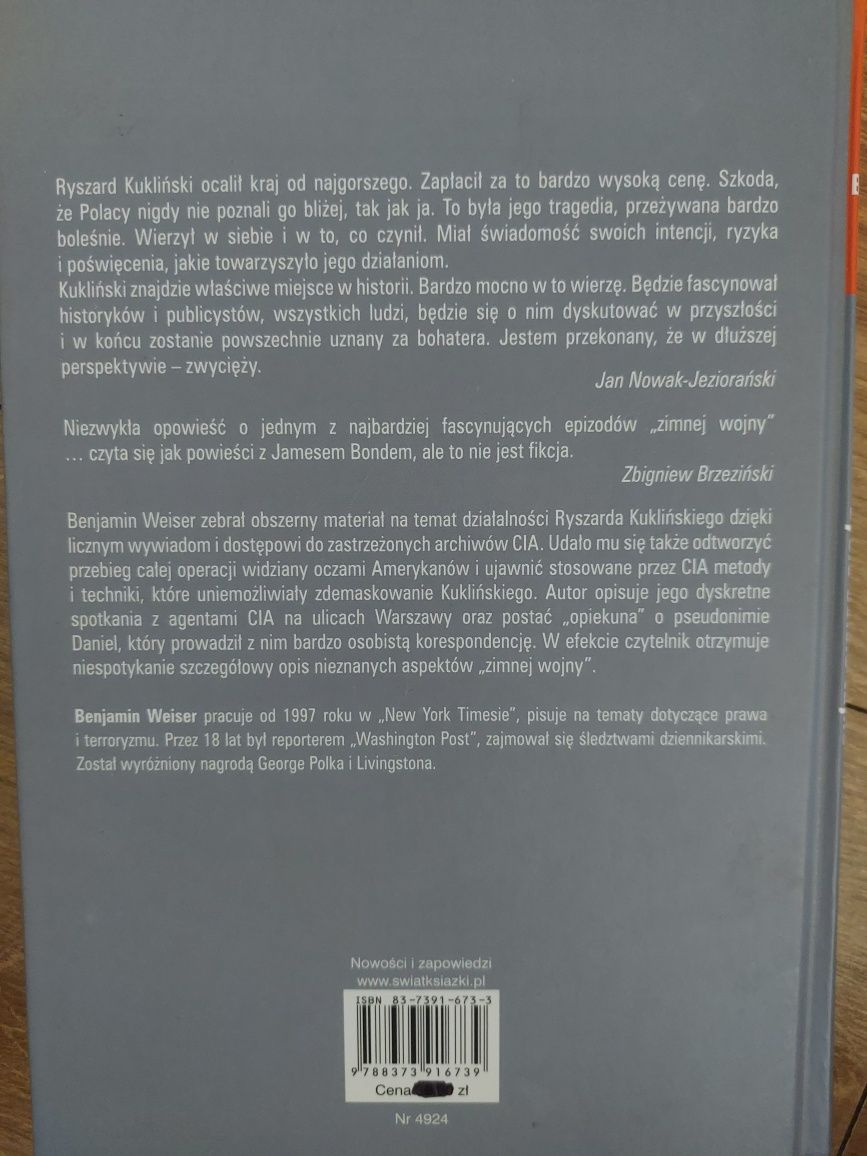 Ryszard Kukliński ocalił kraj od najgorszego. Zapłacił za to bardzo wysoką cenę. Szkoda,
że Polacy nigdy nie poznali go bliżej, tak jak ja. To była jego tragedia, przeżywana bardzo
boleśnie. Wierzył w siebie i w to, co czynił. Miał świadomość swoich intencji, ryzyka
i poświęcenia, jakie towarzyszyło jego działaniom.
Kukliński znajdzie właściwe miejsce w historii. Bardzo mocno w to wierzę. Będzie fascynował
historyków i publicystów, wszystkich ludzi, będzie się o nim dyskutować w przyszłości
i w końcu zostanie powszechnie uznany za bohatera. Jestem przekonany, że w dłuższej
perspektywie – zwycięży.
Jan Nowak-Jeziorański
Niezwykła opowieść o jednym z najbardziej fascynujących epizodów „zimnej wojny”
... czyta się jak powieści z Jamesem Bondem, ale to nie jest fikcja.
Zbigniew Brzeziński
Benjamin Weiser zebrał obszerny materiał na temat działalności Ryszarda Kuklińskiego dzięki
licznym wywiadom i dostępowi do zastrzeżonych archiwów CIA. Udało mu się także odtworzyć
przebieg całej operacji widziany oczami Amerykanów i ujawnić stosowane przez CIA metody
i techniki, które uniemożliwiały zdemaskowanie Kuklińskiego. Autor opisuje jego dyskretne
spotkania z agentami CIA na ulicach Warszawy oraz postać „opiekuna” o pseudonimie
Daniel, który prowadził z nim bardzo osobistą korespondencję. W efekcie czytelnik otrzymuje
niespotykanie szczegółowy opis nieznanych aspektów „zimnej wojny”.
Benjamin Weiser pracuje od 1997 roku w „New York Timesie”, pisuje na tematy dotyczące prawa
i terroryzmu. Przez 18 lat był reporterem „Washington Post”, zajmował się śledztwami dziennikarskimi.
Został wyróżniony nagrodą George Polka i Livingstona.
Nowości i zapowiedzi
www.swiatksiazki.pl
ISBN 83-7391-673-3
9 788373 916739
Cena zł
Nr 4924